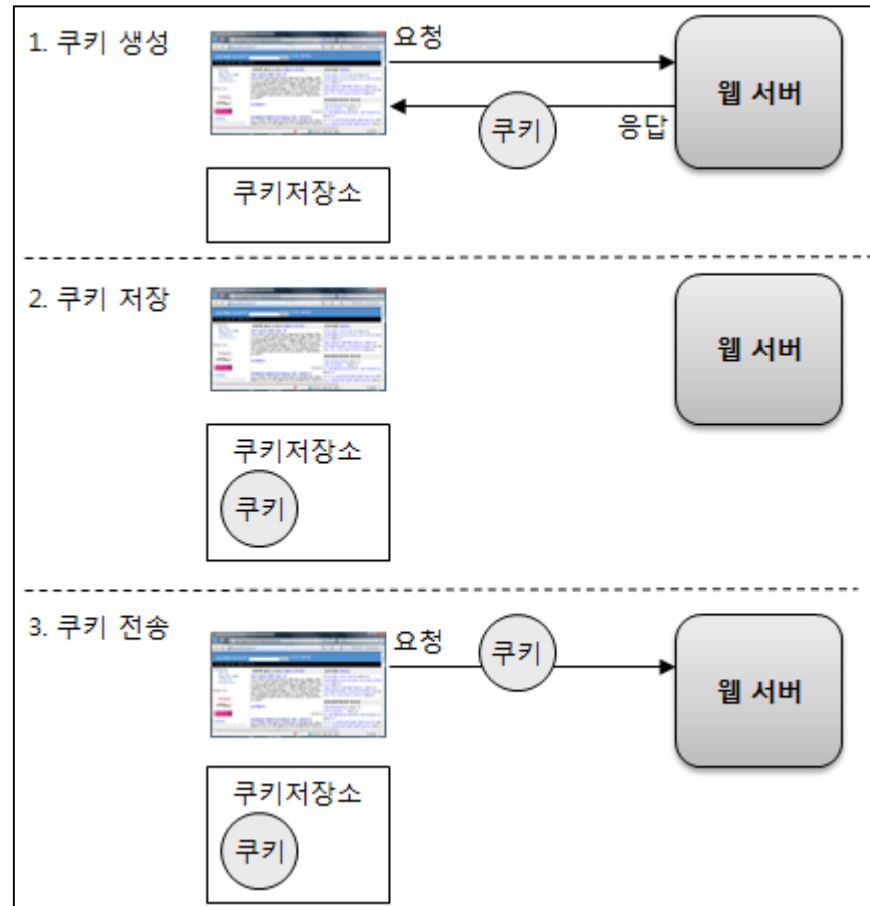 1. 쿠키 생성
요청
웹 서버
쿠키
응답
쿠키저장소
2. 쿠키 저장
웹 서버
쿠키저장소
쿠키
3. 쿠키 전송
요청
쿠키
웹 서버
쿠키저장소
쿠키